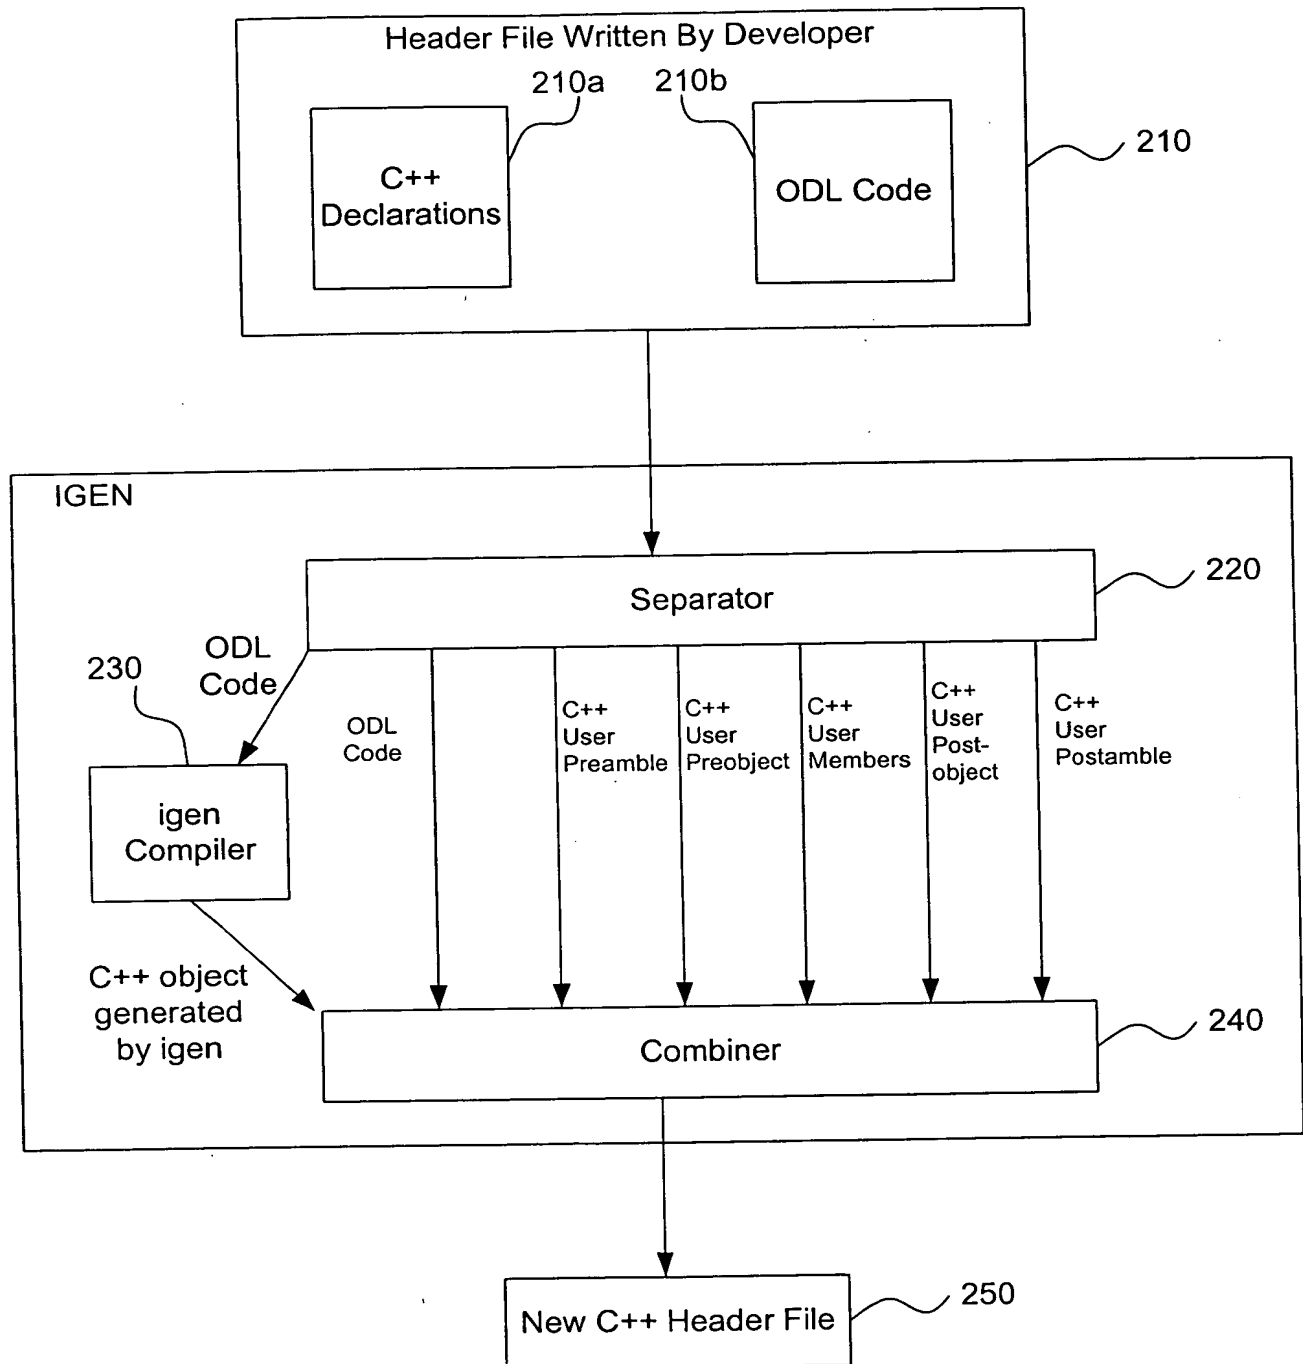 Header File Written By Developer
210a
210b
210
C++
Declarations
ODL Code
IGEN
Separator
220
ODL
Code
230
ODL
Code
C++
User
Preamble
C++
User
Preobject
C++
User
Members
C++
User
Post-
object
C++
User
Postamble
igen
Compiler
C++ object
generated
by igen
Combiner
240
New C++ Header File
250